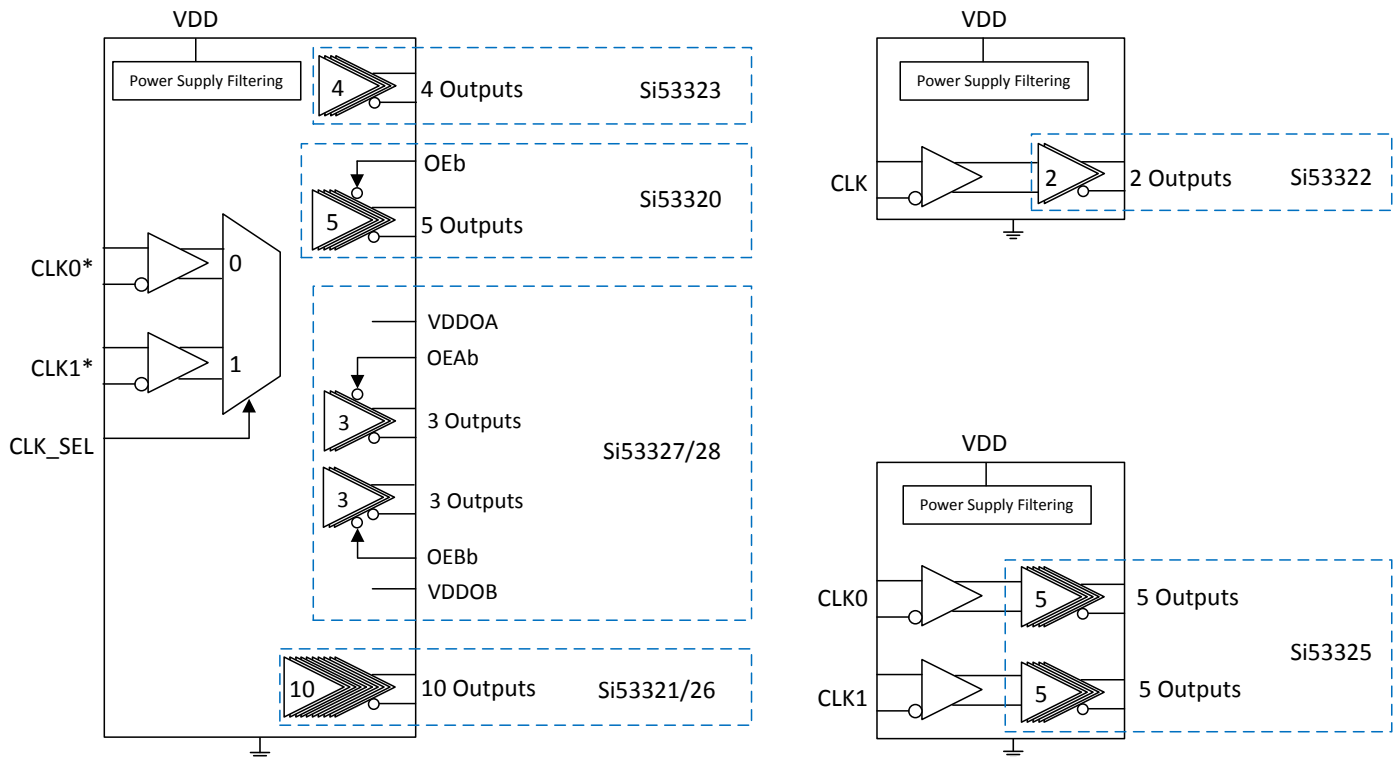 VDD
Power Supply Filtering
4
4 Outputs
Si53323
OEb
5
5 Outputs
Si53320
CLK0*
0
CLK1*
1
CLK_SEL
VDDOA
OEAb
3
3 Outputs
Si53327/28
3
3 Outputs
OEBb
VDDOB
10
10 Outputs
Si53321/26
VDD
Power Supply Filtering
CLK
2
2 Outputs
Si53322
VDD
Power Supply Filtering
CLK0
5
5 Outputs
Si53325
CLK1
5
5 Outputs